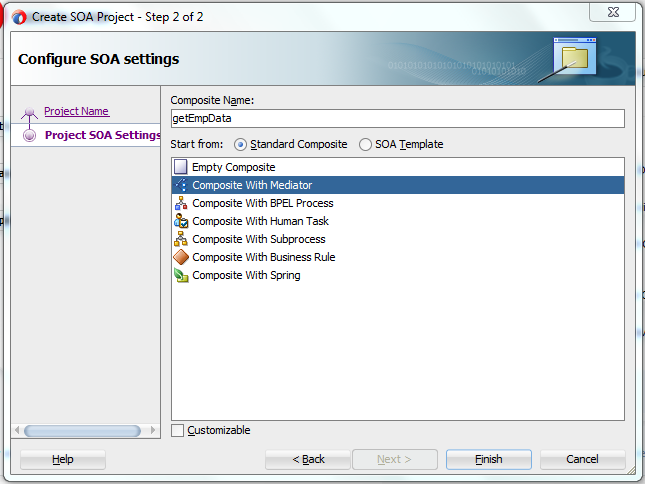 Create SOA Project - Step 2 of 2
Configure SOA settings
Project Name
Project SOA Settings
Composite Name:
getEmpData
Start from: Standard Composite SOA Template
Empty Composite
Composite With Mediator
Composite With BPEL Process
Composite With Human Task
Composite With Subprocess
Composite With Business Rule
Composite With Spring
Customizable
Help < Back Next > Finish Cancel